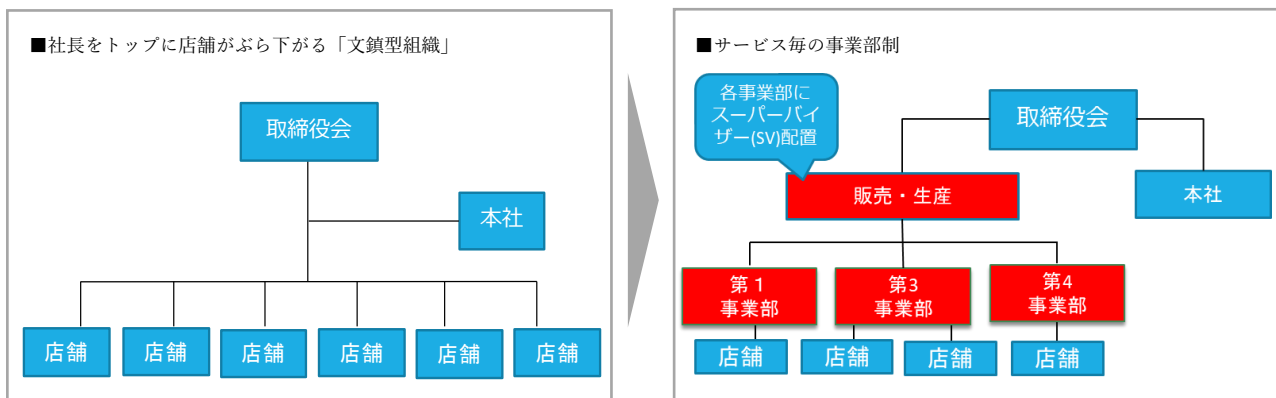 ■社長をトップに店舗がぶら下がる「文鎮型組織」
取締役会
本社
店舗
店舗
店舗
店舗
店舗
店舗
■サービス毎の事業部制
各事業部に
スーパーバイ
ザー(SV)配置
取締役会
販売・生産
本社
第１
事業部
第3
事業部
第4
事業部
店舗
店舗
店舗
店舗